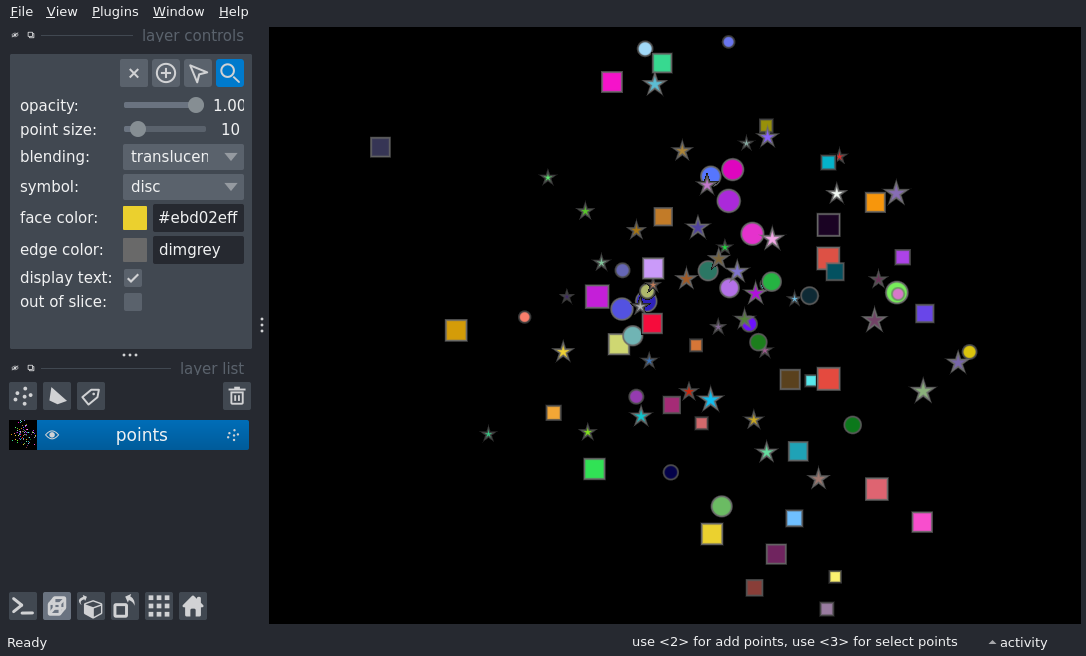 File View Plugins Window Help
layer controls
opacity: 1.00
point size: 10
blending: translucen
symbol: disc
face color: #ebd02eff
edge color: dimgrey
display text:
out of slice:
layer list
points
Ready use <2> for add points, use <3> for select points activity